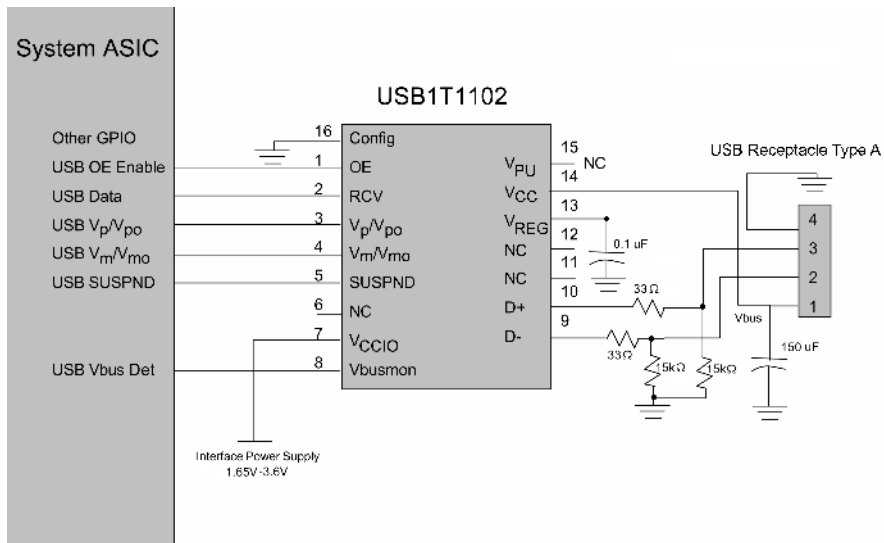 System ASIC
USB1T1102
Other GPIO
USB OE Enable
USB Data
USB Vp/Vpo
USB Vm/Vmo
USB SUSPND
USB Vbus Det
16
1
2
3
4
5
6
7
8
Config
OE
RCV
Vp/Vpo
Vm/Vmo
SUSPND
NC
VCCIO
Vbusmon
VPU
VCC
VREG
NC
NC
D+
D-
15
NC
14
13
12
11
10
9
0.1 uF
33Ω
33Ω
15kΩ
15kΩ
USB Receptacle Type A
4
3
2
1
Vbus
150 uF
Interface Power Supply
1.65V-3.6V